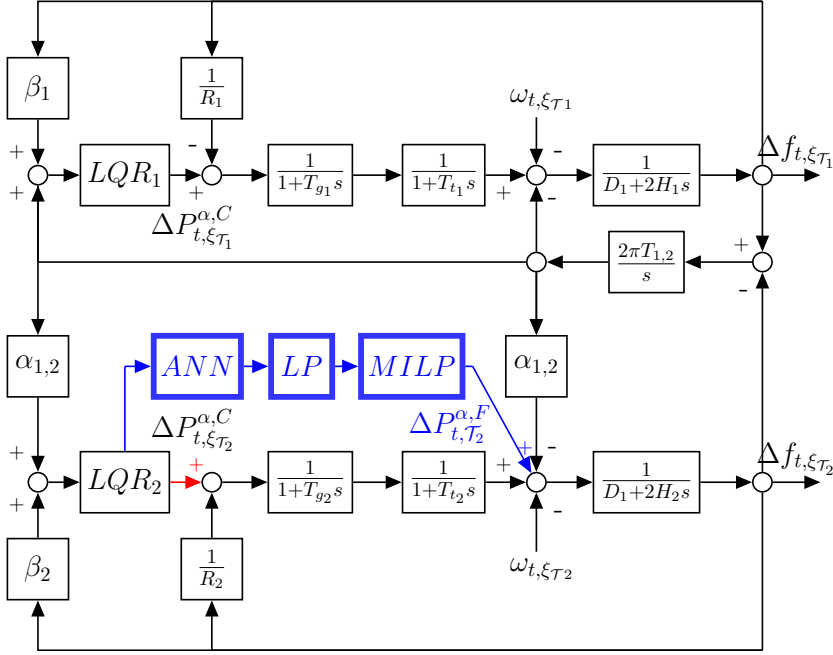 β₁
1/R₁
ω_{t,ξ_{𝒯1}}
+
-
-
Δf_{t,ξ_{𝒯₁}}
+
LQR₁
+
1/(1+T_{g₁}s)
1/(1+T_{t₁}s)
+
-
1/(D₁+2H₁s)
ΔP^{α,C}_{t,ξ_{𝒯₁}}
2πT_{1,2}/s
+
-
α_{1,2}
ANN
LP
MILP
α_{1,2}
ΔP^{α,C}_{t,ξ_{𝒯₂}}
ΔP^{α,F}_{t,𝒯₂}
+
+
-
Δf_{t,ξ_{𝒯₂}}
+
LQR₂
+
1/(1+T_{g₂}s)
1/(1+T_{t₂}s)
+
-
1/(D₁+2H₂s)
β₂
1/R₂
ω_{t,ξ_{𝒯2}}